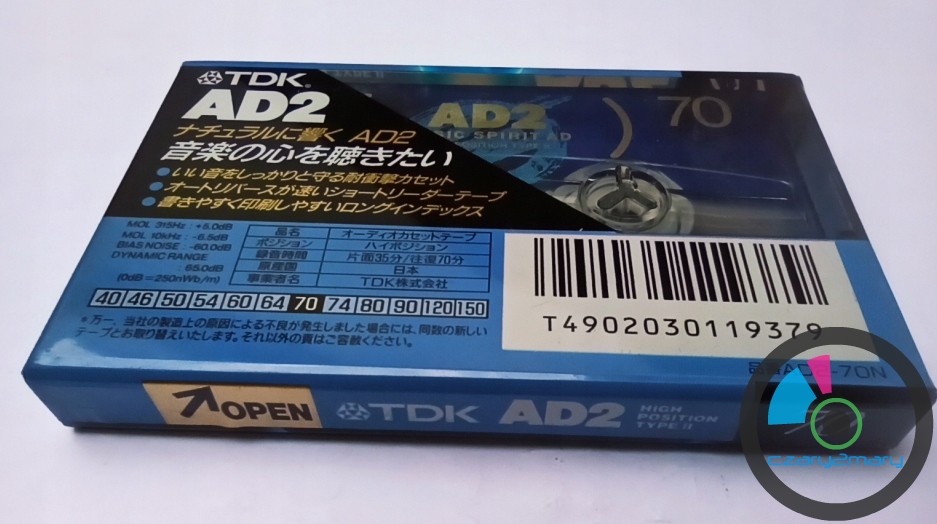 TDK
AD2
ナチュラルに響く AD2
音楽の心を聴きたい
●いい音をしっかりと守る耐衝撃カセット
●オートリバースが速いショートリーダーテープ
●書きやすく印刷しやすいロングインデックス
AD2
SPIRIT AD
70
MOL 315Hz : +5.0dB
MOL 10kHz : -5.5dB
BIAS NOISE : -60.0dB
DYNAMIC RANGE
: 65.0dB
(0dB=250nWb/m)
品名 オーディオカセットテープ
ポジション ハイポジション
録音時間 片面35分/往復70分
原産国 日本
事業者名 TDK株式会社
40 46 50 54 60 64 70 74 80 90 120 150
*万一、当社の製造上の原因による不良が発生しました場合には、同数の新しい
テープとお取り替えいたします。それ以外の責はご容赦ください。
T4902030119379
-70N
OPEN
TDK AD2
HIGH
POSITION
TYPE II
czary2mary